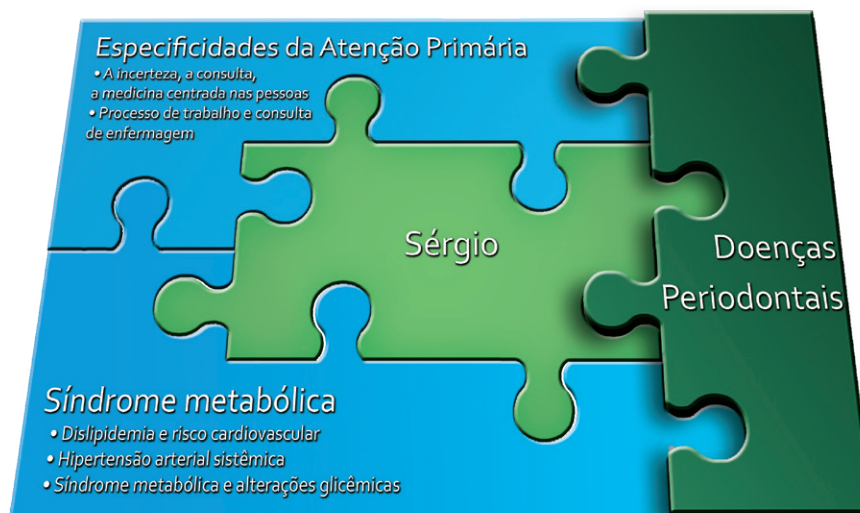 Especificidades da Atenção Primária
• A incerteza, a consulta,
a medicina centrada nas pessoas
• Processo de trabalho e consulta
de enfermagem
Sérgio
Doenças
Periodontais
Síndrome metabólica
• Dislipidemia e risco cardiovascular
• Hipertensão arterial sistêmica
• Síndrome metabólica e alterações glicêmicas